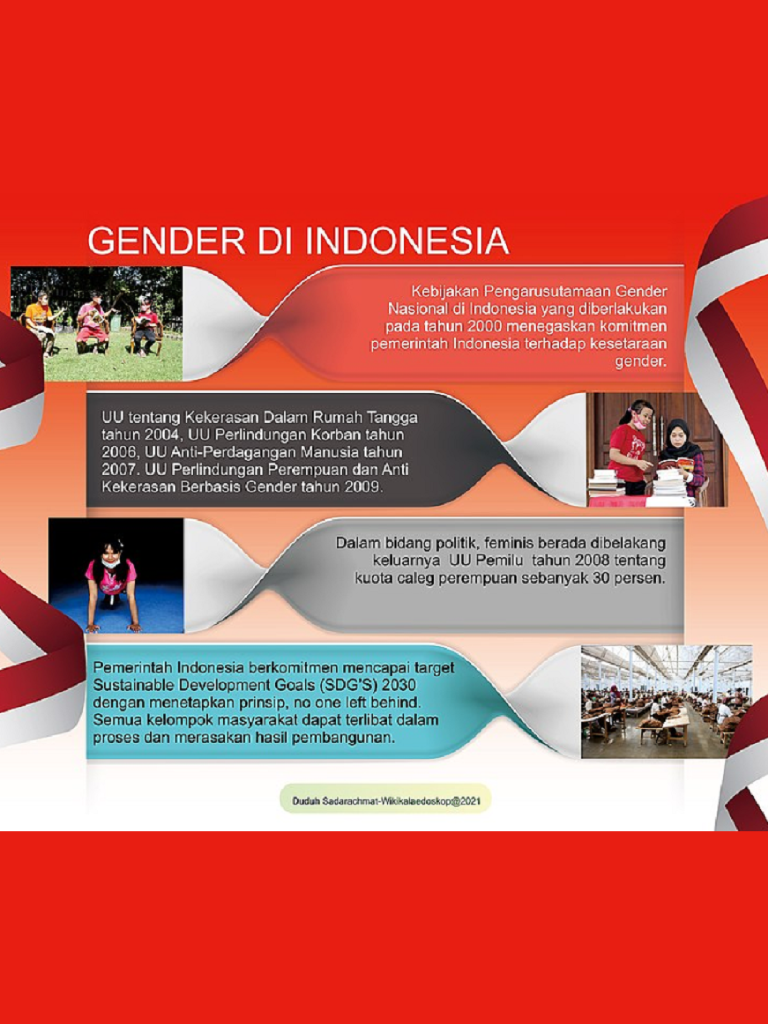 GENDER DI INDONESIA
Kebijakan Pengarusutamaan Gender
Nasional di Indonesia yang diberlakukan
pada tahun 2000 menegaskan komitmen
pemerintah Indonesia terhadap kesetaraan
gender.
UU tentang Kekerasan Dalam Rumah Tangga
tahun 2004, UU Perlindungan Korban tahun
2006, UU Anti-Perdagangan Manusia tahun
2007. UU Perlindungan Perempuan dan Anti
Kekerasan Berbasis Gender tahun 2009.
Dalam bidang politik, feminis berada dibelakang
keluarnya UU Pemilu tahun 2008 tentang
kuota caleg perempuan sebanyak 30 persen.
Pemerintah Indonesia berkomitmen mencapai target
Sustainable Development Goals (SDG'S) 2030
dengan menetapkan prinsip, no one left behind.
Semua kelompok masyarakat dapat terlibat dalam
proses dan merasakan hasil pembangunan.
Duduh Sadarachmat-Wikikalaedoskop@2021